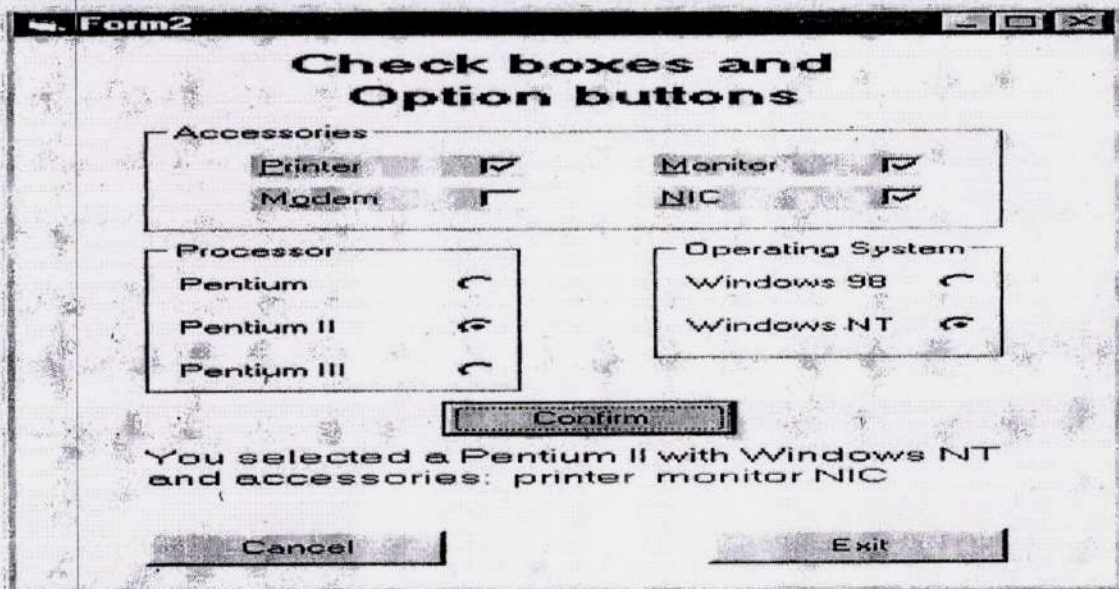 Form2
Check boxes and
Option buttons
Accessories
Printer Monitor
Modem NIC
Processor Operating System
Pentium Windows 98
Pentium II Windows NT
Pentium III
Confirm
You selected a Pentium II with Windows NT
and accessories: printer monitor NIC
Cancel Exit